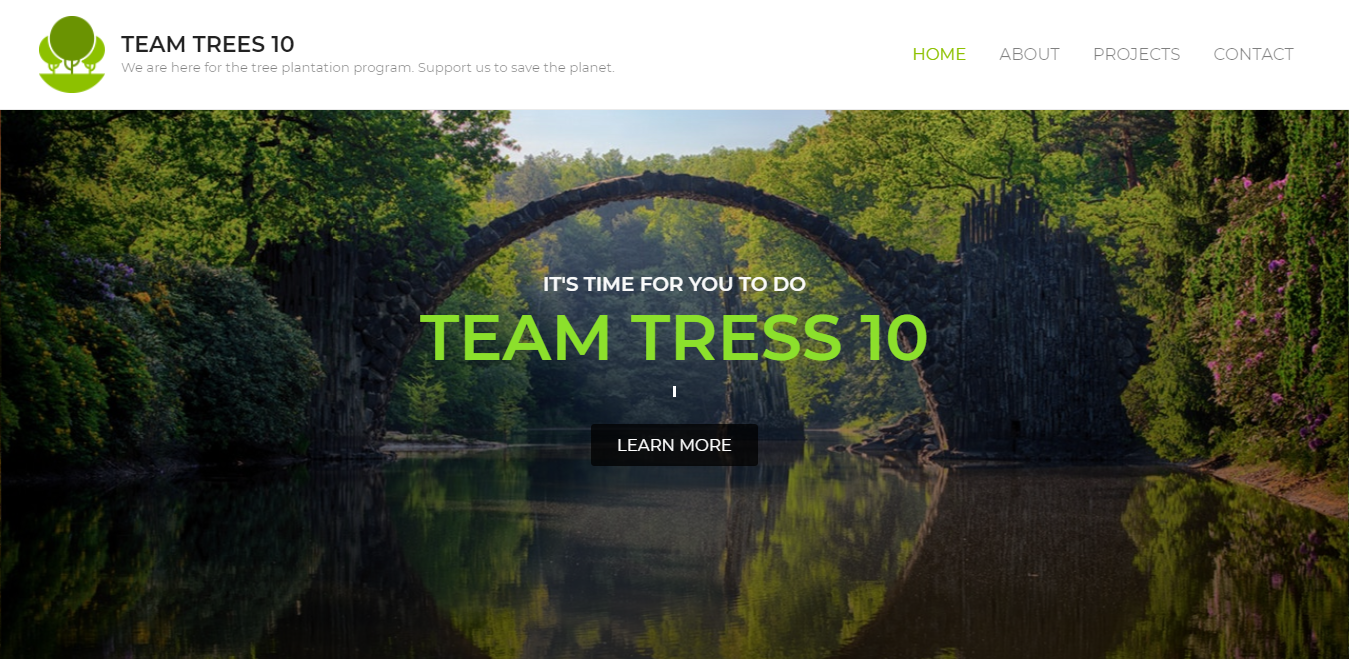 TEAM TREES 10
We are here for the tree plantation program. Support us to save the planet.
HOME ABOUT PROJECTS CONTACT
IT'S TIME FOR YOU TO DO
TEAM TRESS 10
LEARN MORE